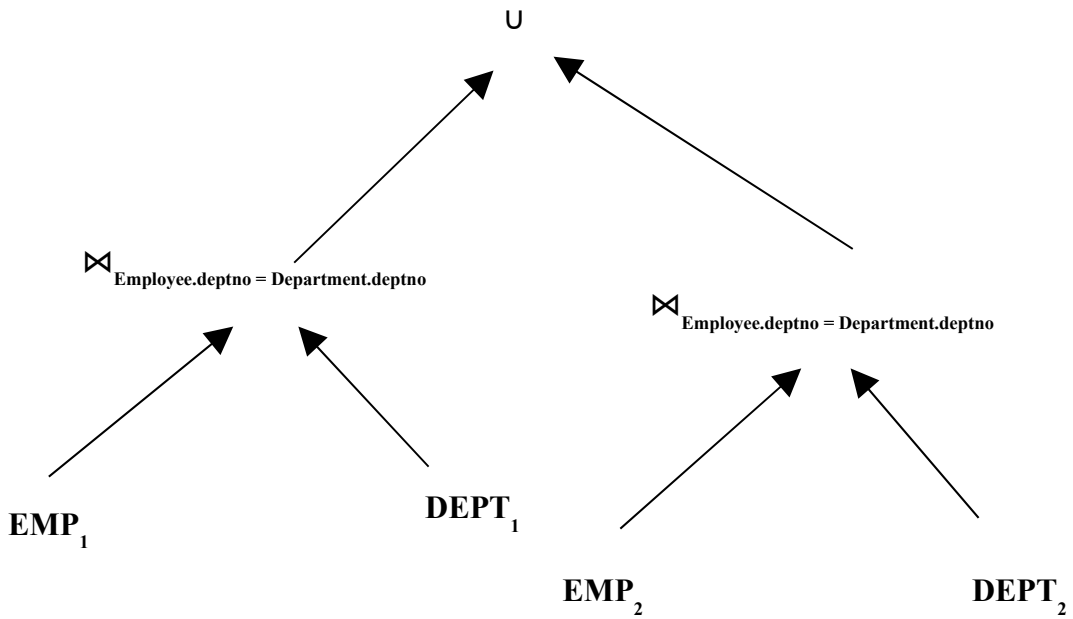 ∪
⋈ Employee.deptno = Department.deptno
⋈ Employee.deptno = Department.deptno
EMP1
DEPT1
EMP2
DEPT2